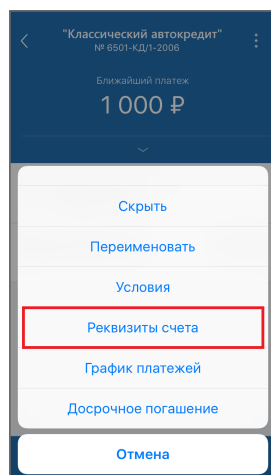 "Классический автокредит"
№ 6501-КД/1-2006
Ближайший платеж
1 000 ₽
Скрыть
Переименовать
Условия
Реквизиты счета
График платежей
Досрочное погашение
Отмена